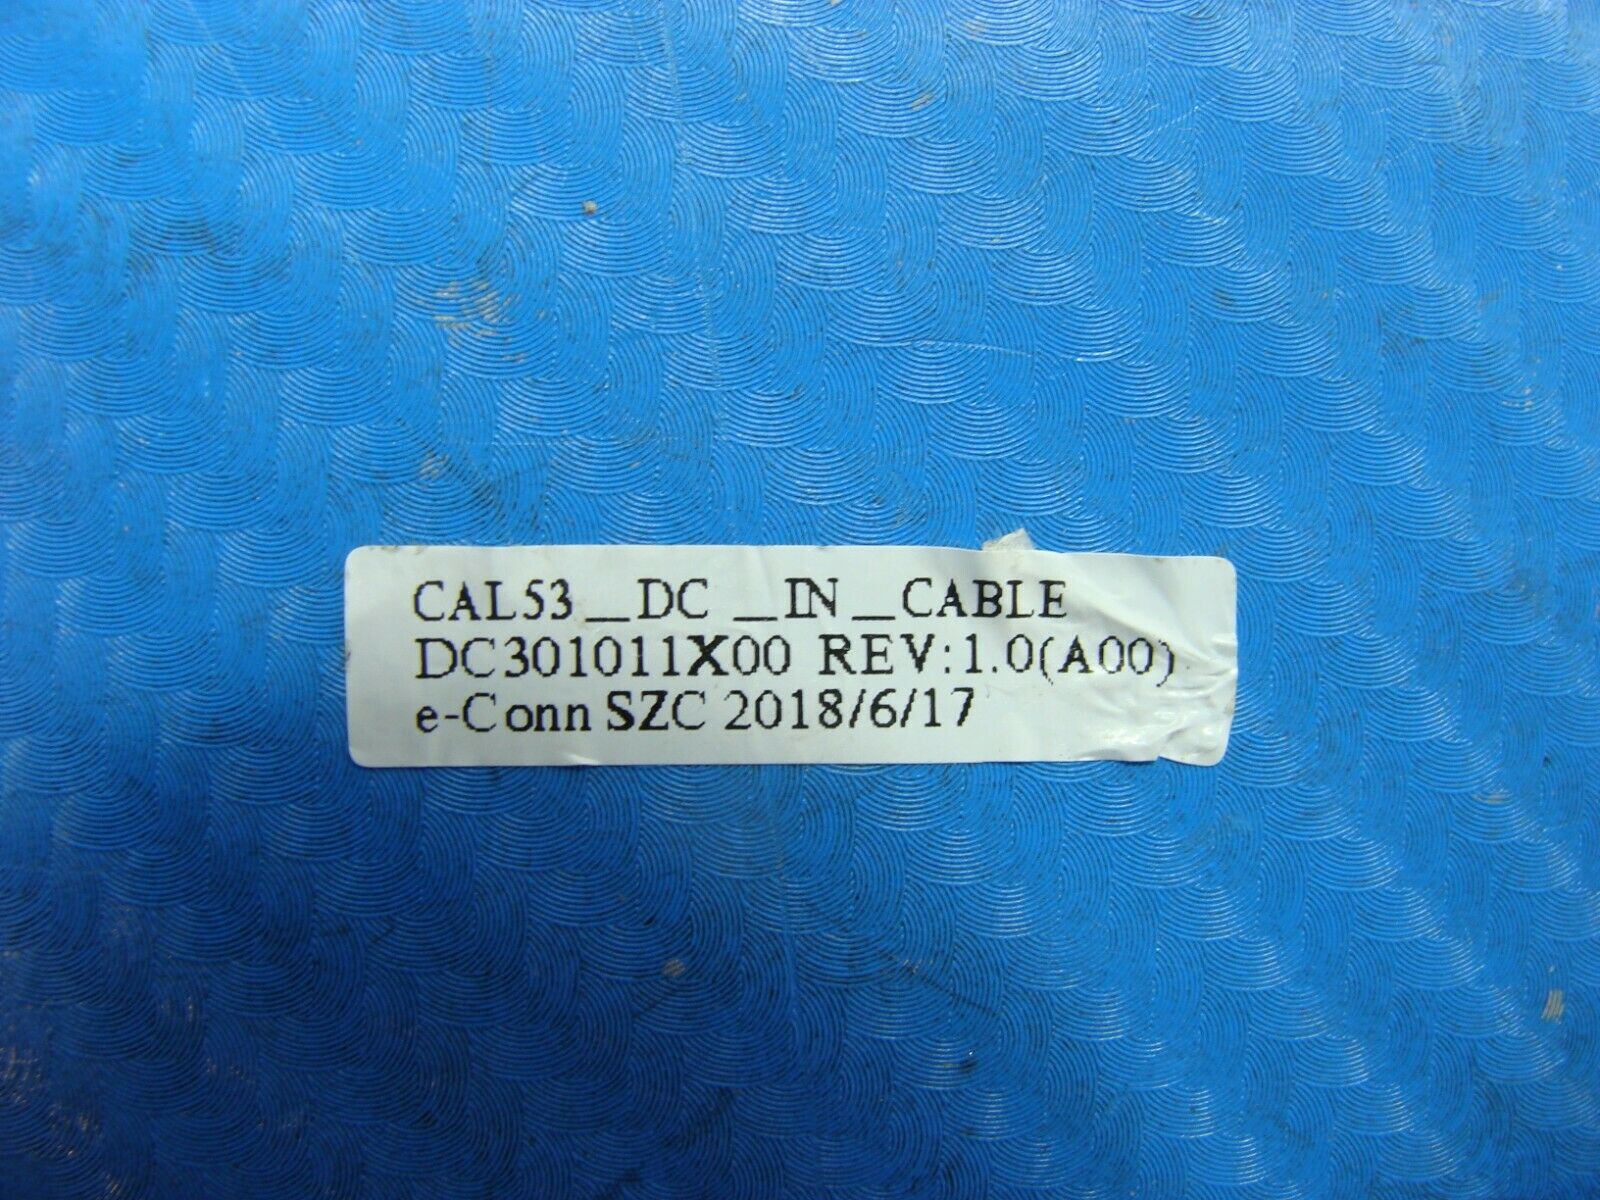 CAL53_DC_IN_CABLE
DC301011X00 REV:1.0(A00)
e-Conn SZC 2018/6/17